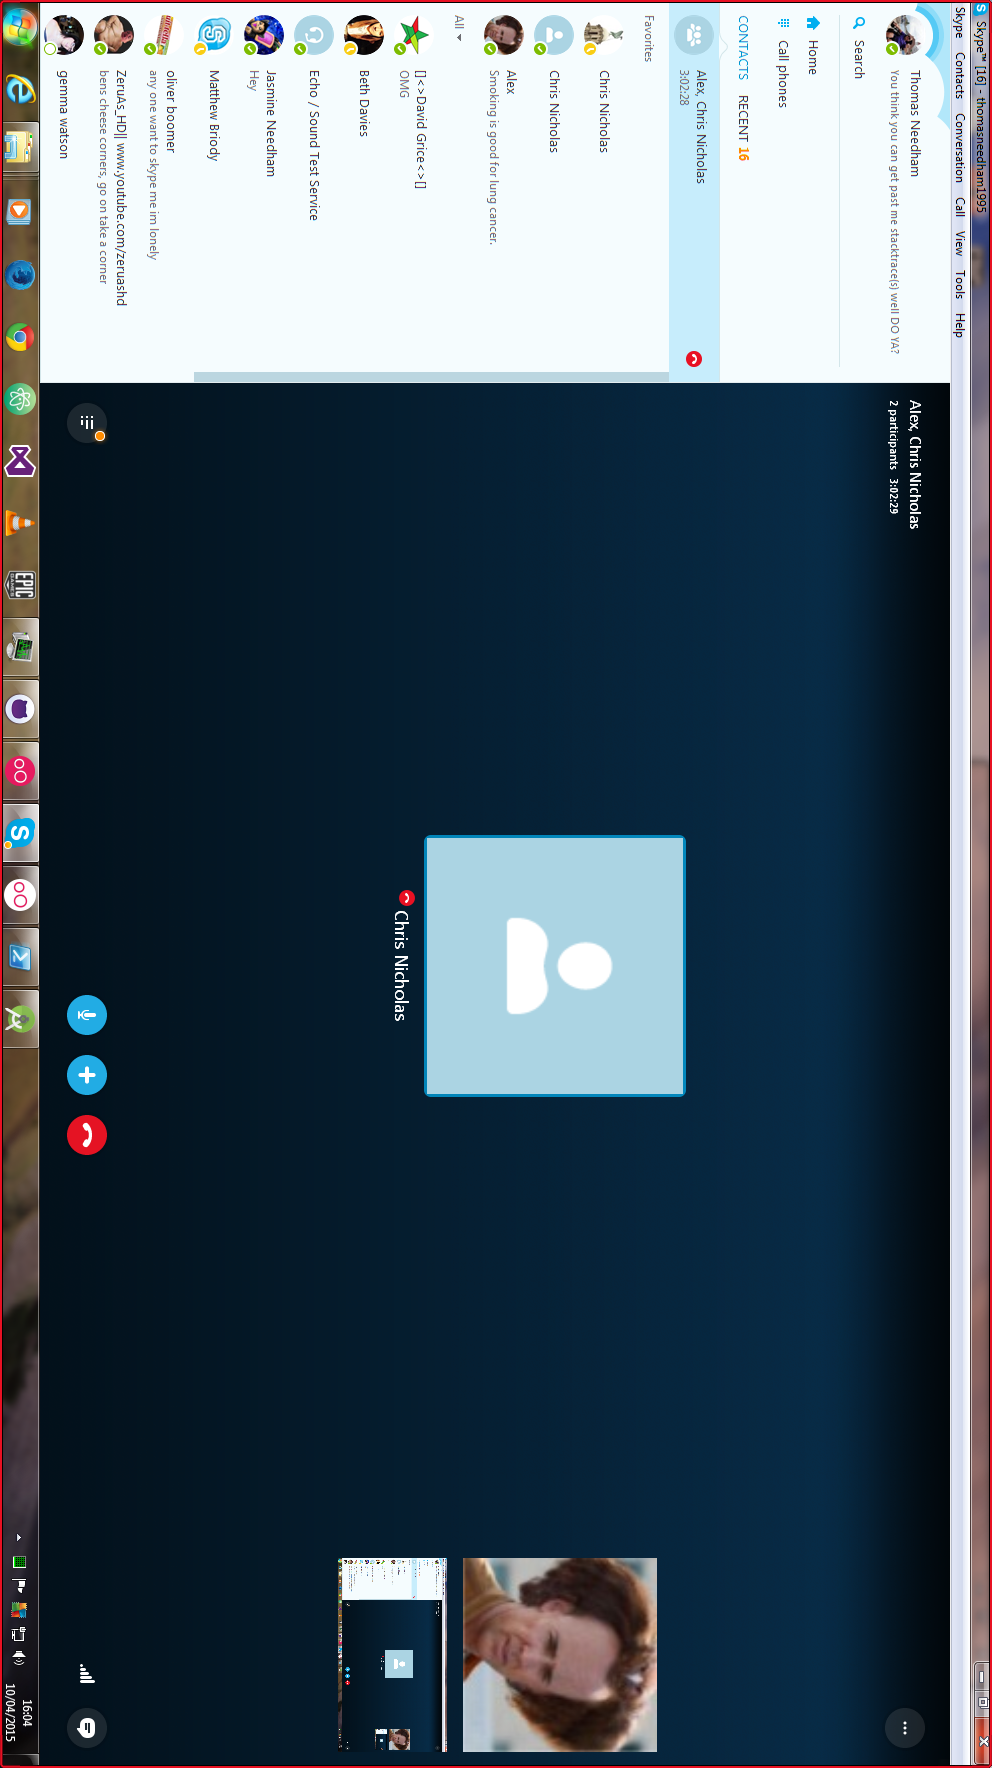 Skype™ [16] - thomasneedham1995
Skype Contacts Conversation Call View Tools Help
Thomas Needham
You think you can get past me stacktrace(s) well DO YA?
Search
Home
Call phones
CONTACTS RECENT 16
Alex, Chris Nicholas
3:02:28
Favorites
Chris Nicholas
Chris Nicholas
Alex
Smoking is good for lung cancer.
All
[]<>David Grice<>[]
OMG
Beth Davies
Echo / Sound Test Service
Jasmine Needham
Hey
Matthew Briody
oliver boomer
any one want to skype me im lonely
ZeruAs_HD|| www.youtube.com/zeruashd
bens cheese corners, go on take a corner
gemma watson
Alex, Chris Nicholas
2 participants 3:02:29
Chris Nicholas
EPIC
GAMES
16:04
10/04/2015